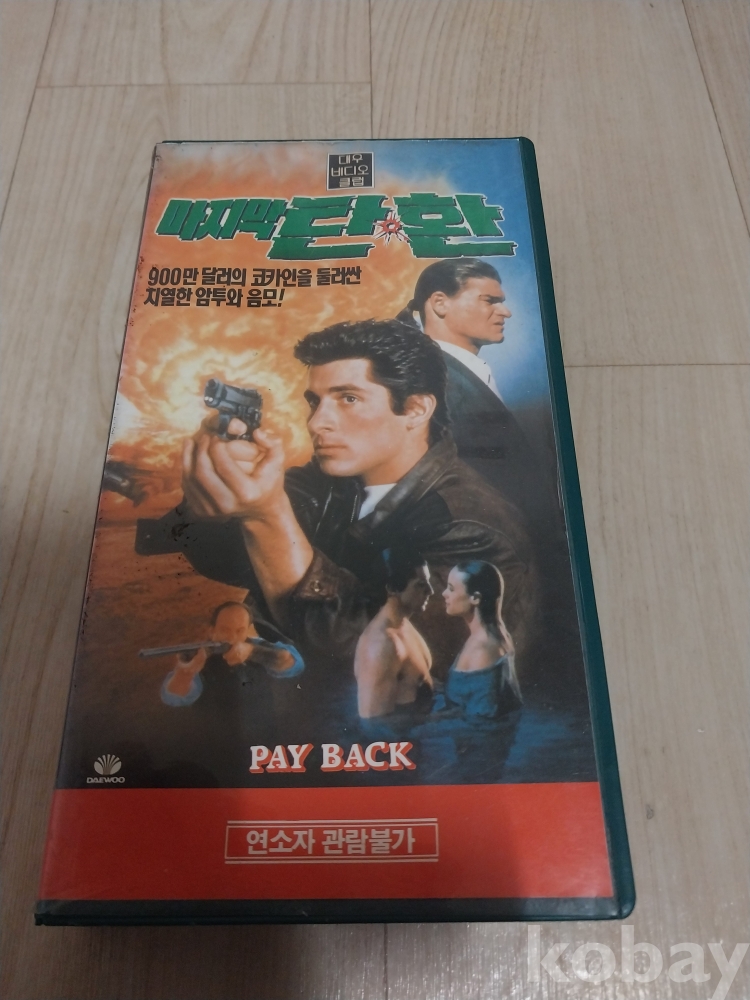 대우
비디오
클럽
마지막 탄·환
900만 달러의 코카인을 둘러싼
치열한 암투와 음모!
PAY BACK
DAEWOO
연소자 관람불가
kobay